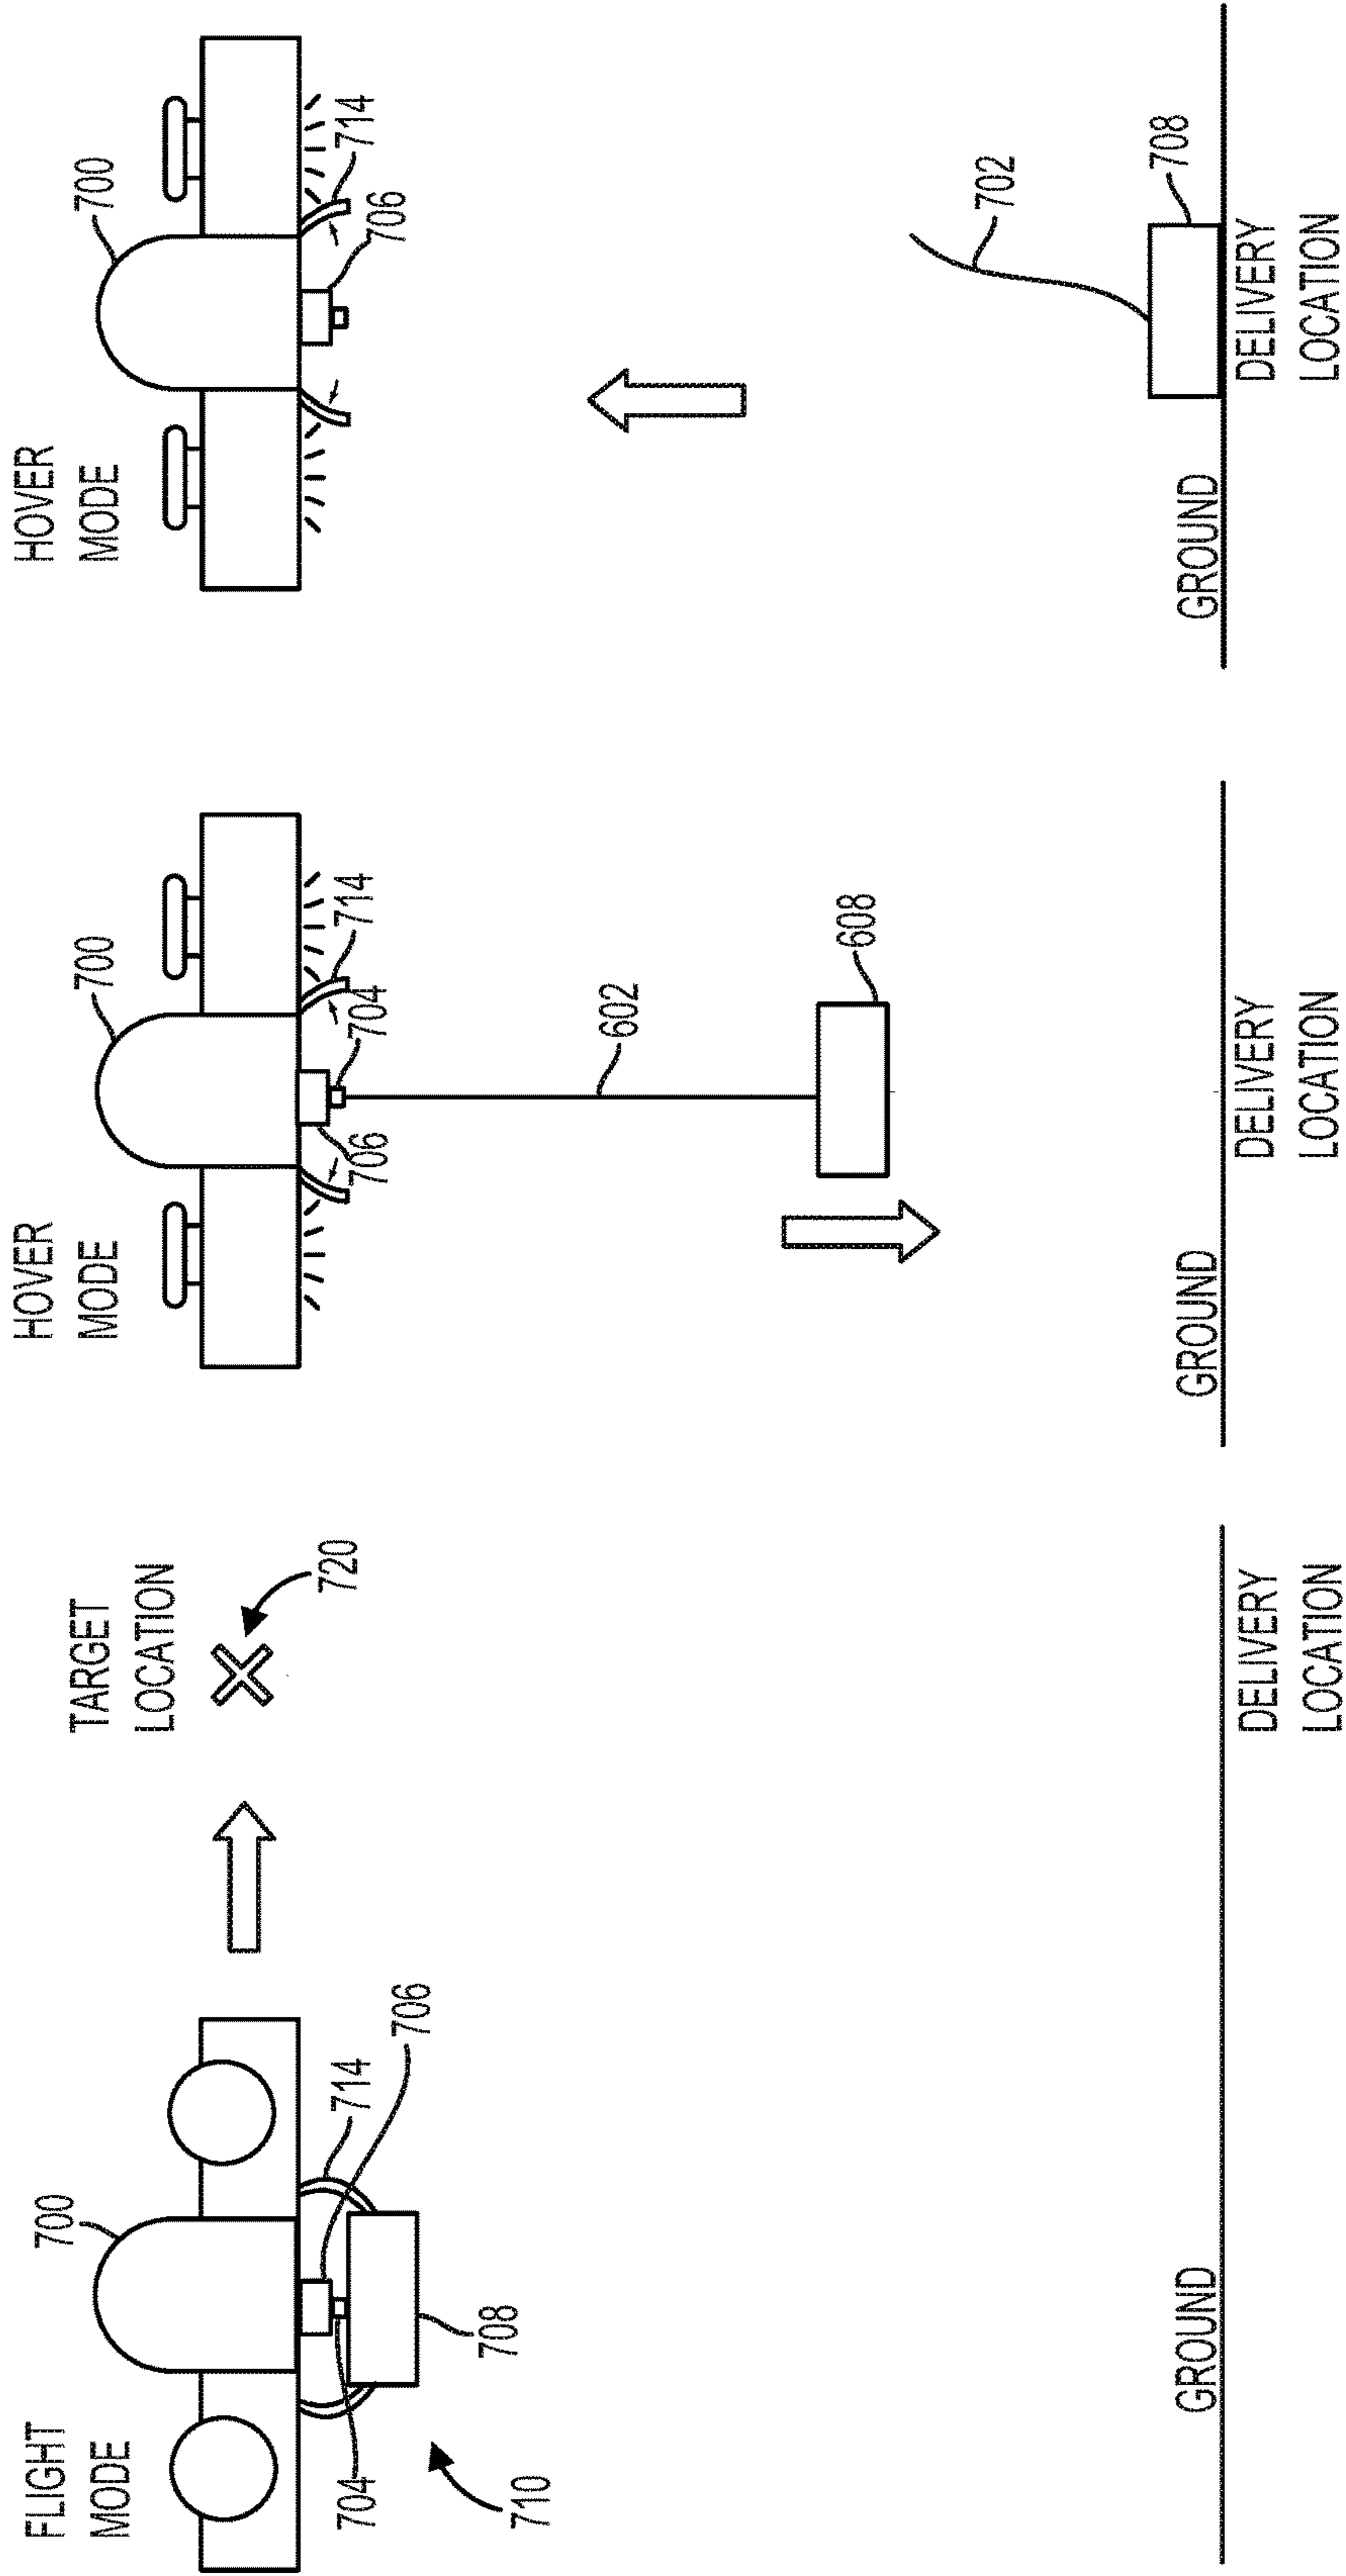 FLIGHT
MODE
700
704
710
708
714
706
TARGET
LOCATION
720
GROUND
DELIVERY
LOCATION
HOVER
MODE
700
706
704
714
602
608
GROUND
DELIVERY
LOCATION
HOVER
MODE
700
714
706
702
708
GROUND
DELIVERY
LOCATION